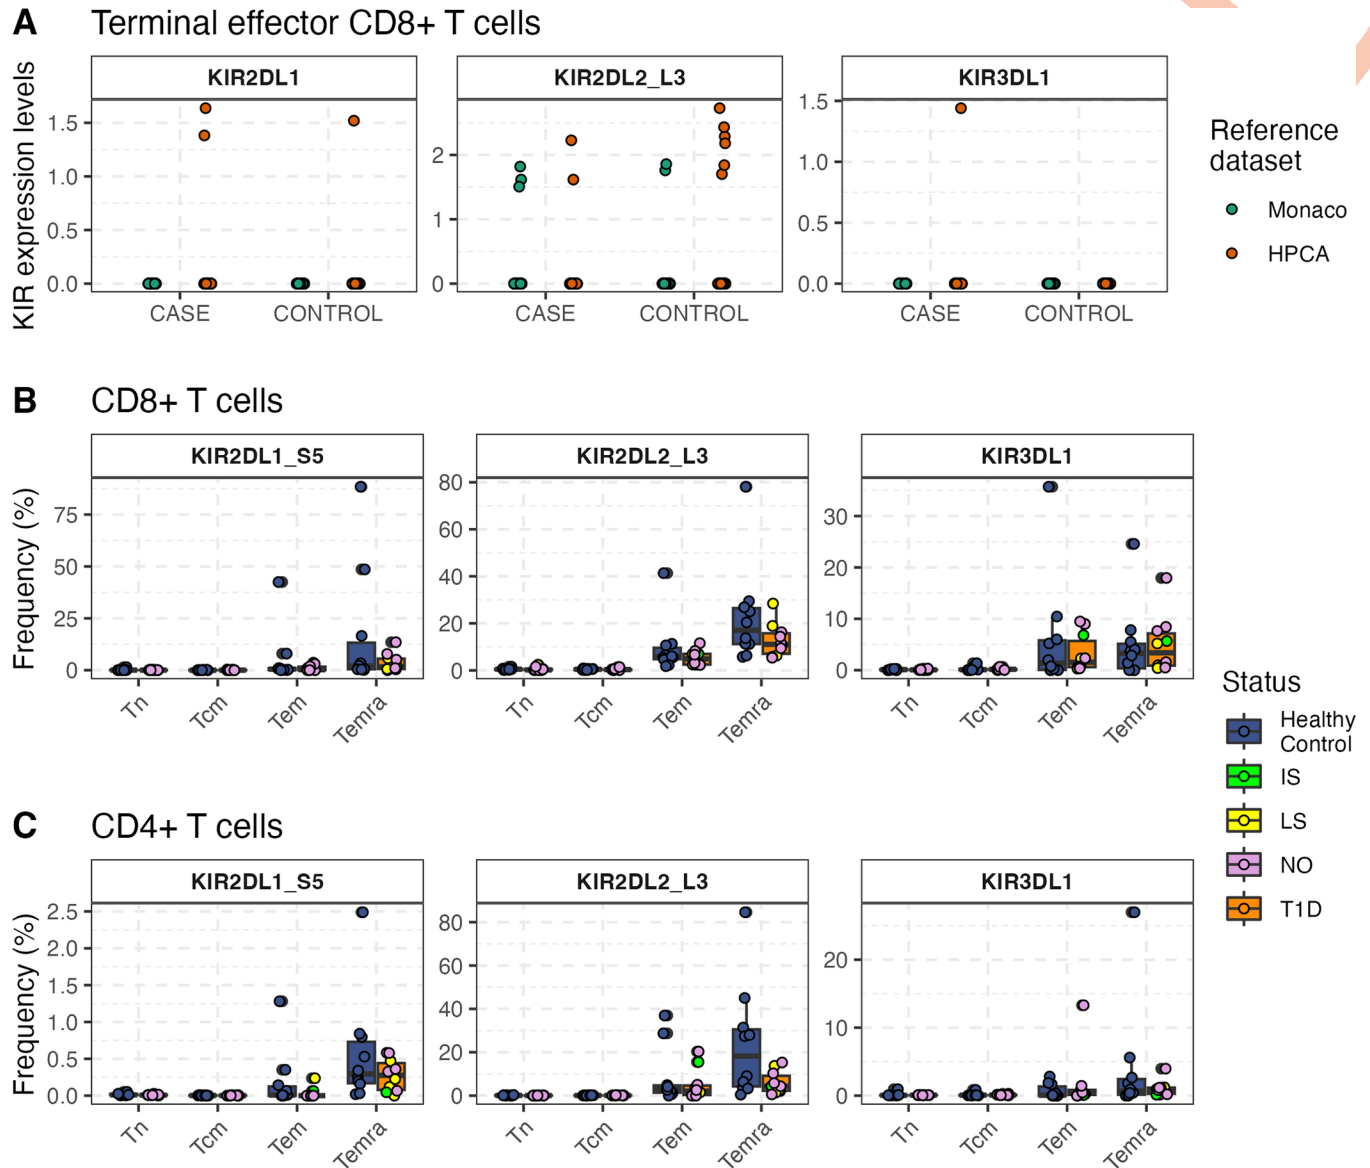 A Terminal effector CD8+ T cells
KIR2DL1 KIR2DL2_L3 KIR3DL1
KIR expression levels
1.5
1.0
0.5
0.0
2
1
0
1.5
1.0
0.5
0.0
CASE CONTROL CASE CONTROL CASE CONTROL
Reference
dataset
Monaco
HPCA
B CD8+ T cells
KIR2DL1_S5 KIR2DL2_L3 KIR3DL1
Frequency (%)
75
50
25
0
80
60
40
20
0
30
20
10
0
Tn Tcm Tem Temra Tn Tcm Tem Temra Tn Tcm Tem Temra
Status
Healthy
Control
IS
LS
NO
T1D
C CD4+ T cells
KIR2DL1_S5 KIR2DL2_L3 KIR3DL1
Frequency (%)
2.5
2.0
1.5
1.0
0.5
0.0
80
60
40
20
0
20
10
0
Tn Tcm Tem Temra Tn Tcm Tem Temra Tn Tcm Tem Temra